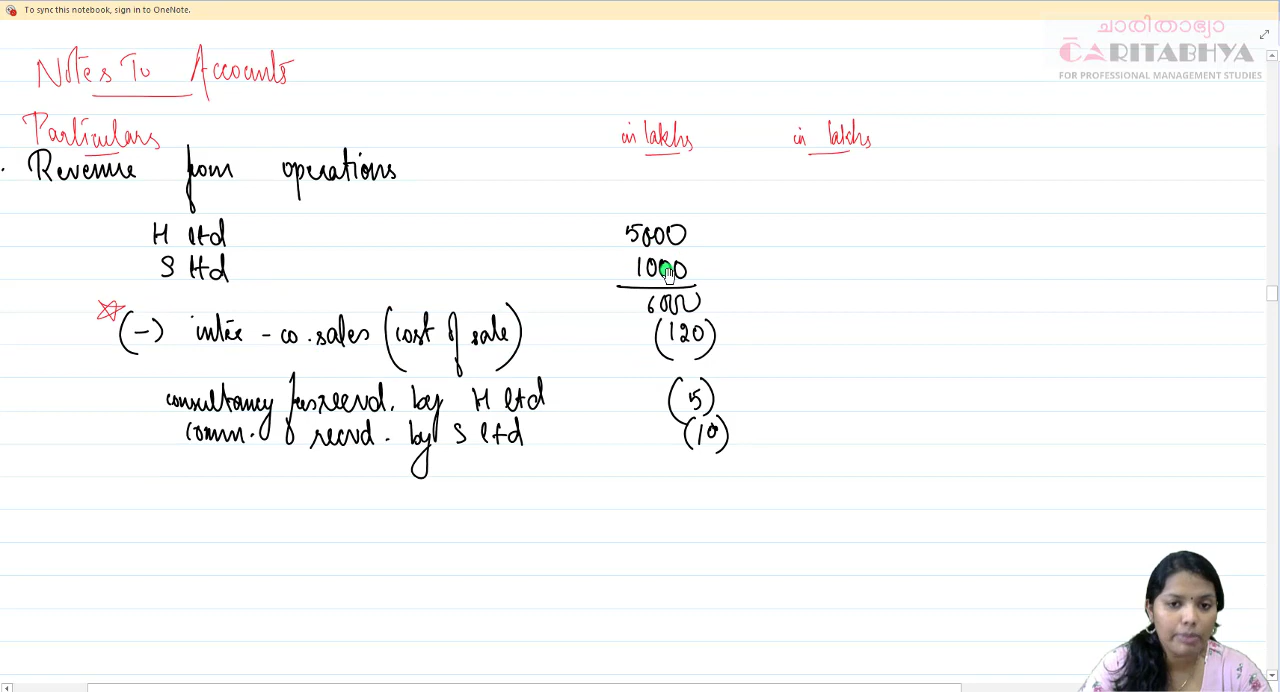 To sync this notebook, sign in to OneNote.
ചാരിതാഭ്യാ
CARITABHYA
FOR PROFESSIONAL MANAGEMENT STUDIES
Notes To Accounts
Particulars in lakhs in lakhs
Revenue from operations
H ltd 5000
S ltd 1000
6000
(-) inter-co. sales (cost of sale) (120)
consultancy fees recvd. by H ltd (5)
comm. recvd. by S ltd (10)